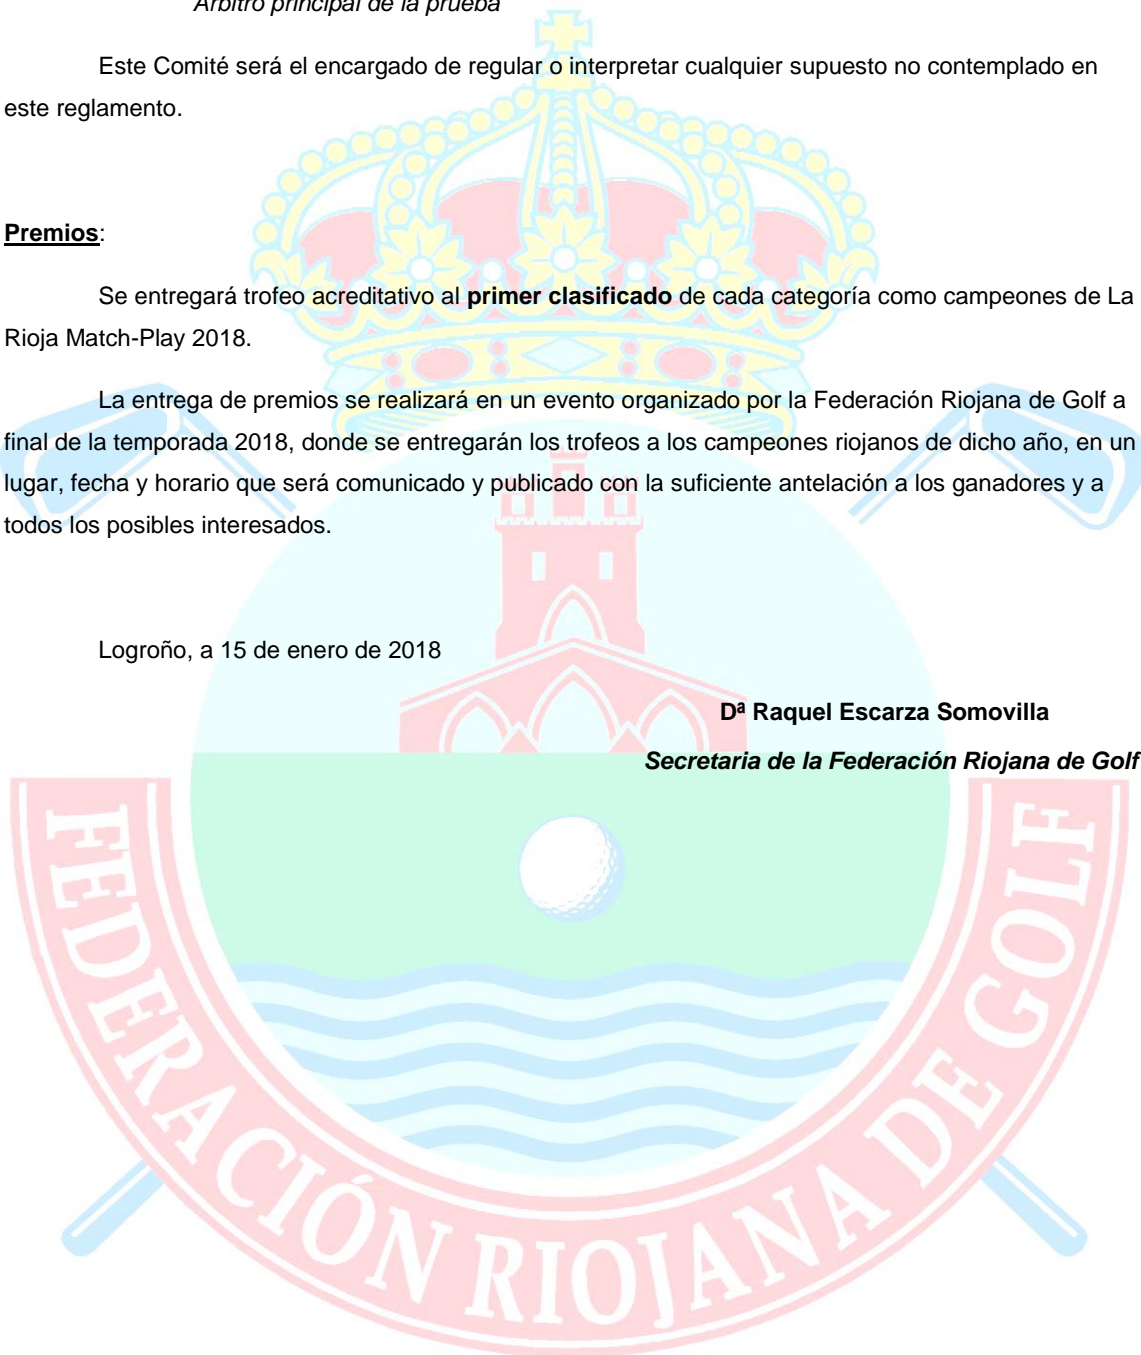 Árbitro principal de la prueba
Este Comité será el encargado de regular o interpretar cualquier supuesto no contemplado en
este reglamento.
Premios:
Se entregará trofeo acreditativo al primer clasificado de cada categoría como campeones de La
Rioja Match-Play 2018.
La entrega de premios se realizará en un evento organizado por la Federación Riojana de Golf a
final de la temporada 2018, donde se entregarán los trofeos a los campeones riojanos de dicho año, en un
lugar, fecha y horario que será comunicado y publicado con la suficiente antelación a los ganadores y a
todos los posibles interesados.
Logroño, a 15 de enero de 2018
Dª Raquel Escarza Somovilla
Secretaria de la Federación Riojana de Golf
FEDERACIÓN RIOJANA DE GOLF